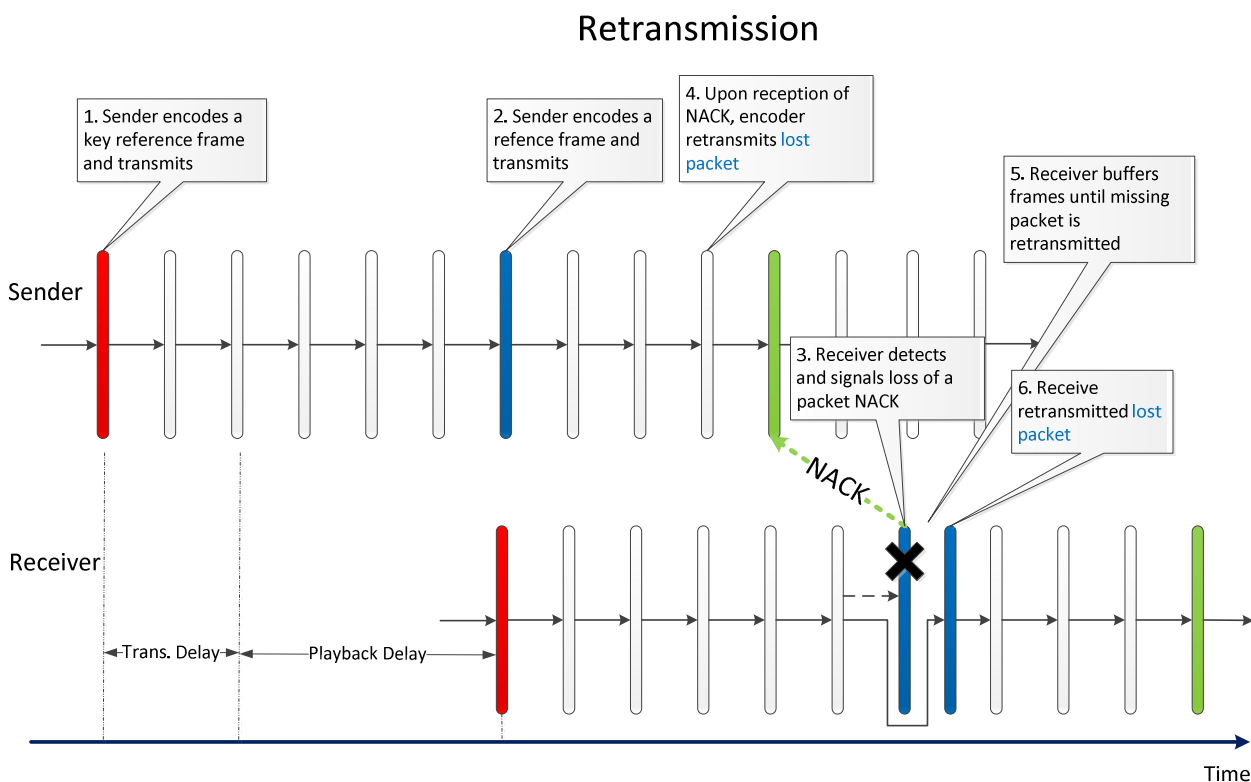 Retransmission
1. Sender encodes a
key reference frame
and transmits
2. Sender encodes a
refence frame and
transmits
4. Upon reception of
NACK, encoder
retransmits lost
packet
5. Receiver buffers
frames until missing
packet is
retransmitted
Sender
3. Receiver detects
and signals loss of a
packet NACK
6. Receive
retransmitted lost
packet
NACK
Receiver
Trans. Delay
Playback Delay
Time